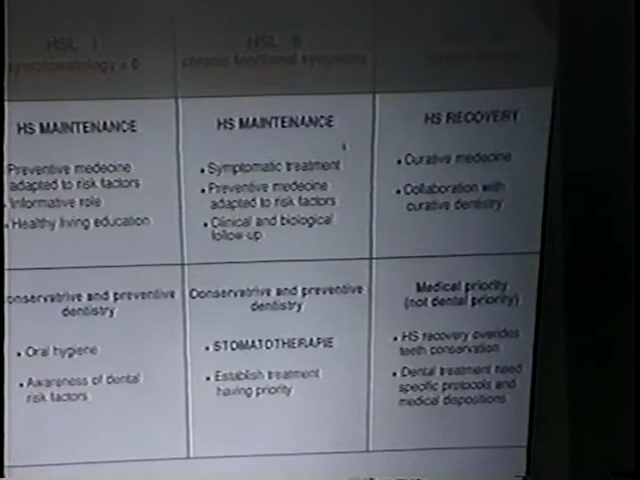 HSL I
HSL II
symptomatology = 0
chronic functional symptoms
HS MAINTENANCE
Preventive medecine
adapted to risk factors
Informative role
Healthy living education
HS MAINTENANCE
Symptomatic treatment
Preventive medecine
adapted to risk factors
Clinical and biological
follow up
HS RECOVERY
Curative medecine
Collaboration with
curative dentistry
onservatrive and preventive
dentistry
Oral hygiene
Awareness of dental
risk factors
Conservatrive and preventive
dentistry
STOMATOTHERAPIE
Establish treatment
having priority
Medical priority
(not dental priority)
HS recovery overides
teeth conservation
Dental treatment need
specific protocols and
medical dispositions